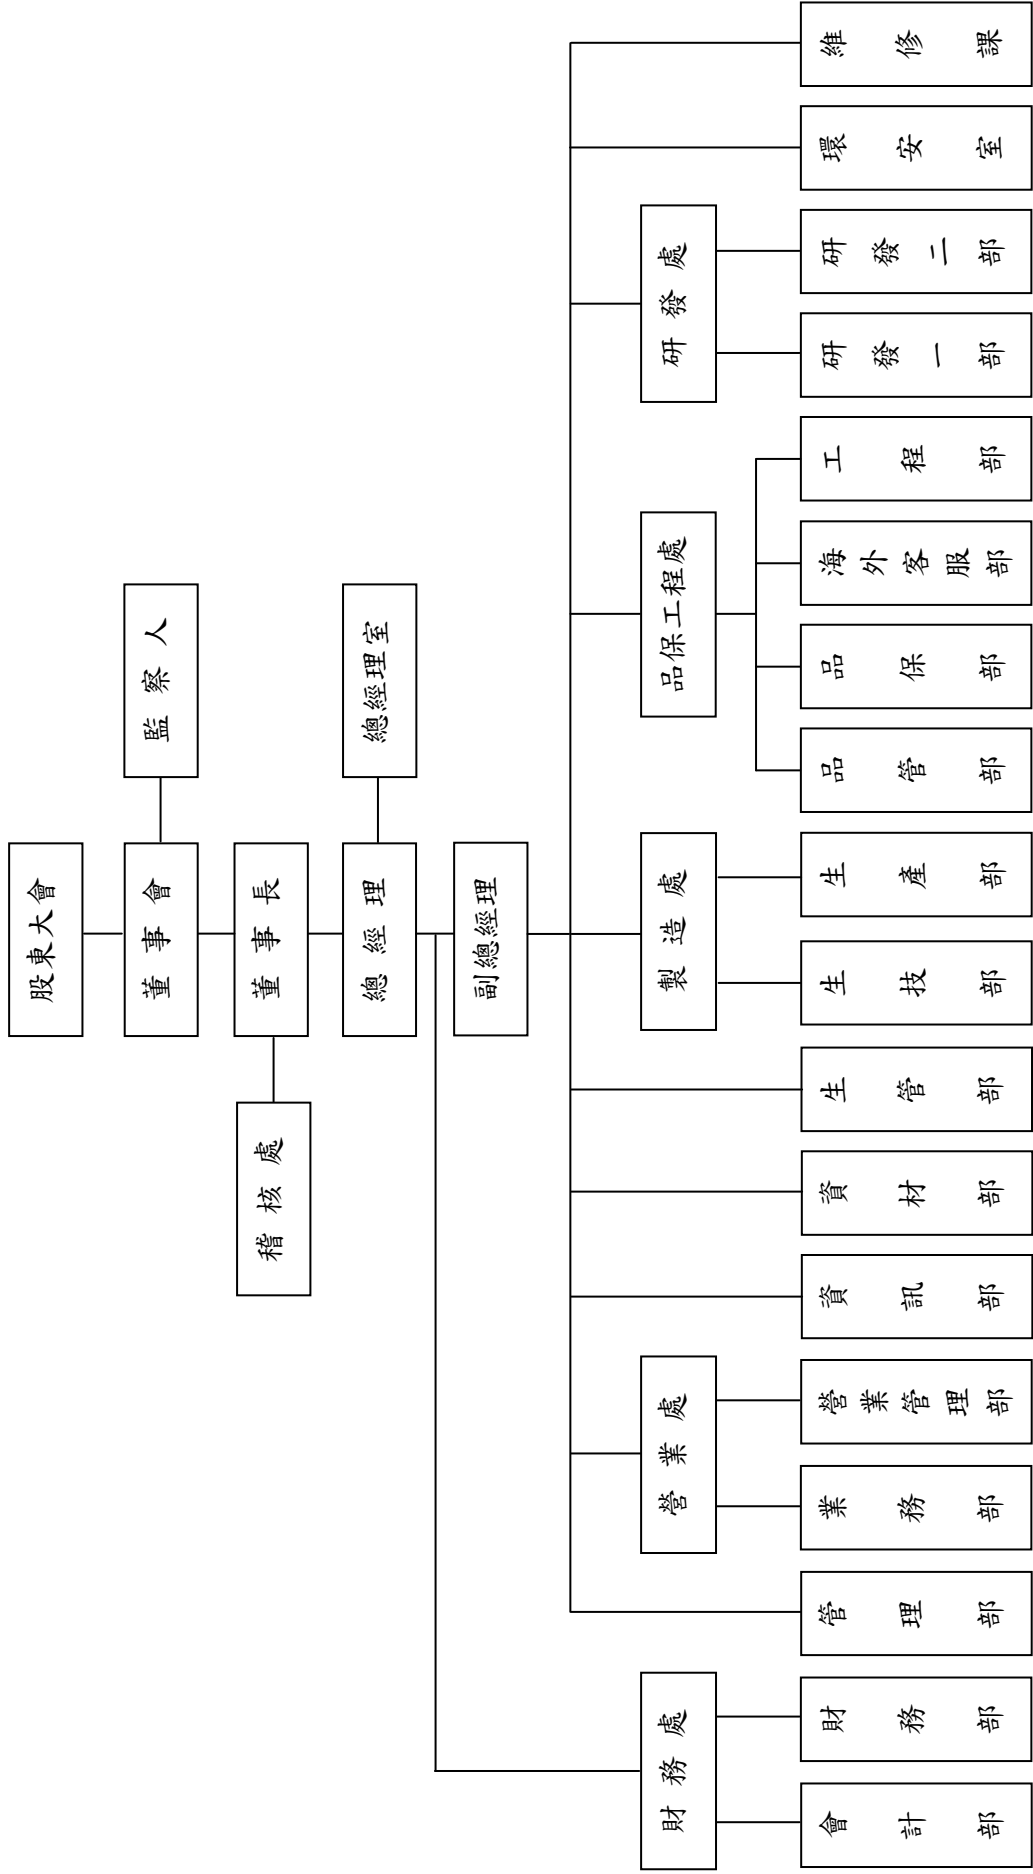 股東大會
董事會
監察人
董事長
稽核處
總經理
總經理室
副總經理
財務處
營業處
製造處
品保工程處
研發處
會計部
財務部
管理部
業務部
營業管理部
資訊部
資材部
生管部
生技部
生產部
品管部
品保部
海外客服部
工程部
研發一部
研發二部
環安室
維修課